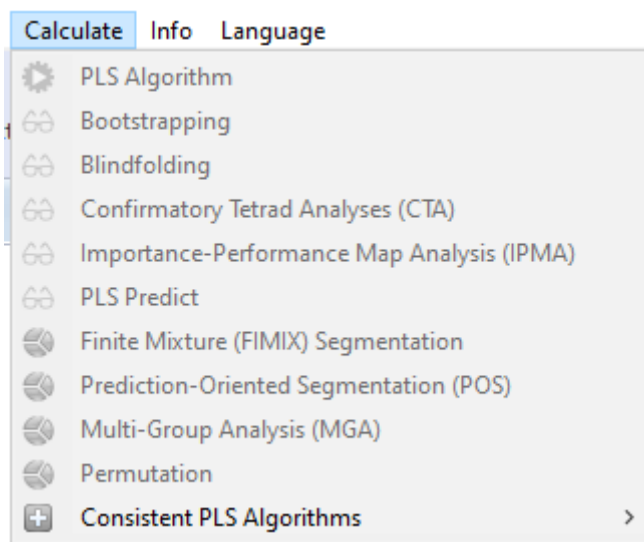 Calculate Info Language
PLS Algorithm
Bootstrapping
Blindfolding
Confirmatory Tetrad Analyses (CTA)
Importance-Performance Map Analysis (IPMA)
PLS Predict
Finite Mixture (FIMIX) Segmentation
Prediction-Oriented Segmentation (POS)
Multi-Group Analysis (MGA)
Permutation
Consistent PLS Algorithms